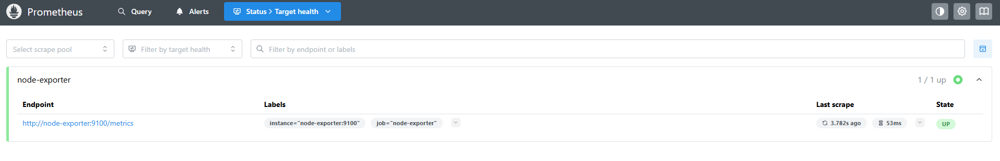 Prometheus Query Alerts Status > Target health
Select scrape pool Filter by target health Filter by endpoint or labels
node-exporter 1 / 1 up
Endpoint Labels Last scrape State
http://node-exporter:9100/metrics instance="node-exporter:9100" job="node-exporter" 3.782s ago 53ms UP